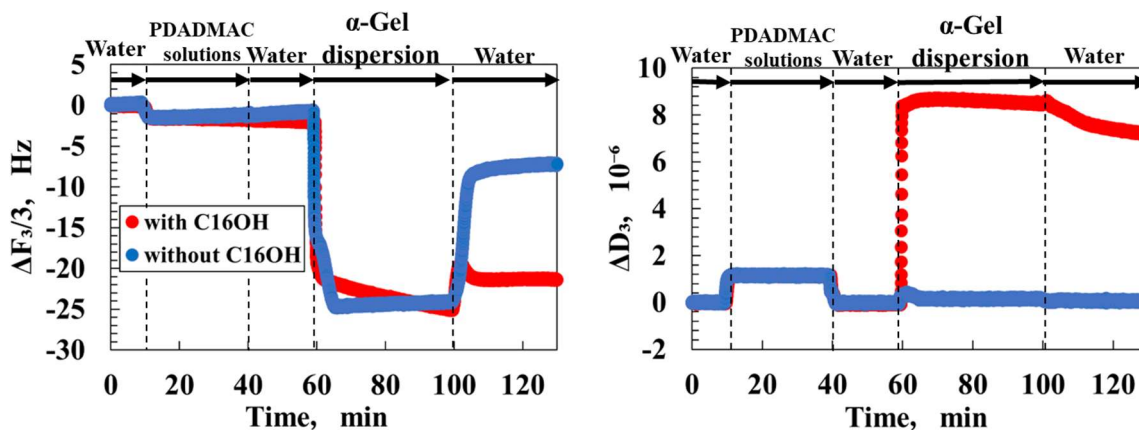 α-Gel
dispersion
PDADMAC
solutions
Water
Water
Water
5
0
-5
-10
-15
-20
-25
-30
ΔF₃/3, Hz
with C16OH
without C16OH
0 20 40 60 80 100 120
Time, min
α-Gel
dispersion
PDADMAC
solutions
Water
Water
Water
10
8
6
4
2
0
-2
ΔD₃, 10⁻⁶
0 20 40 60 80 100 120
Time, min